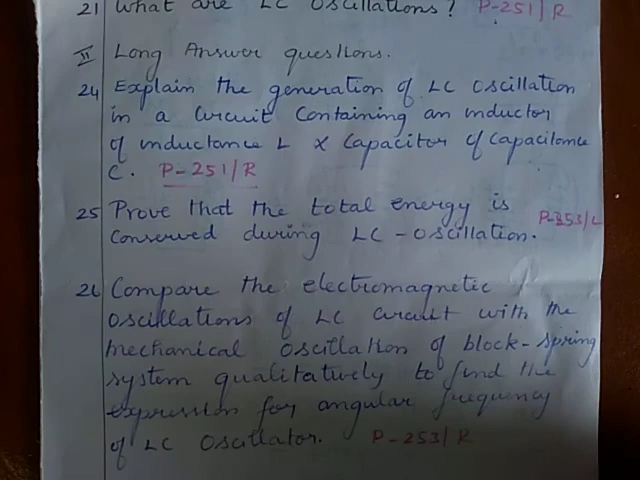 21 What are LC Oscillations? P-251/R
II Long Answer questions.
24 Explain the generation of LC Oscillation
in a Circuit Containing an inductor
of inductance L & Capacitor of Capacitance
C. P-251/R
25 Prove that the total energy is P-253/L
Conserved during LC-Oscillation.
26 Compare the electromagnetic
Oscillations of LC Circuit with the
mechanical Oscillation of block-spring
system qualitatively to find the
expression for angular frequency
of LC Oscillator. P-253/R